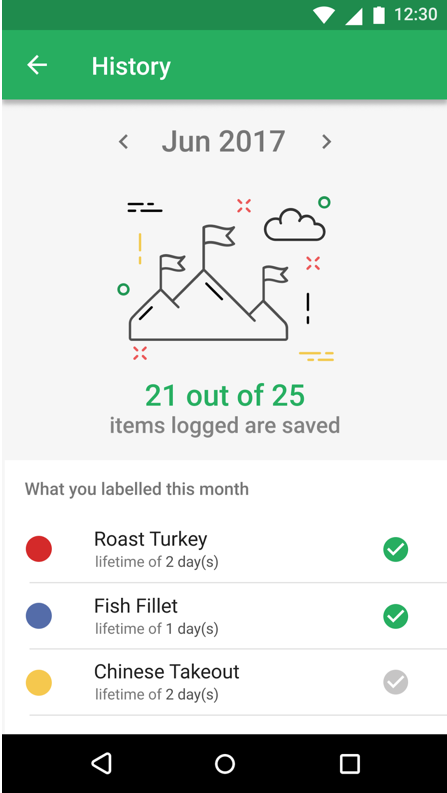 12:30
History
Jun 2017
21 out of 25
items logged are saved
What you labelled this month
Roast Turkey
lifetime of 2 day(s)
Fish Fillet
lifetime of 1 day(s)
Chinese Takeout
lifetime of 2 day(s)